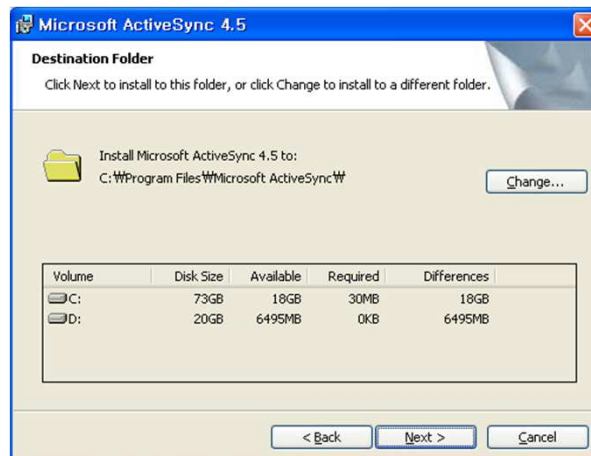 Microsoft ActiveSync 4.5
Destination Folder
Click Next to install to this folder, or click Change to install to a different folder.
Install Microsoft ActiveSync 4.5 to:
C:₩Program Files₩Microsoft ActiveSync₩
Change...
Volume Disk Size Available Required Differences
C: 73GB 18GB 30MB 18GB
D: 20GB 6495MB 0KB 6495MB
< Back Next > Cancel